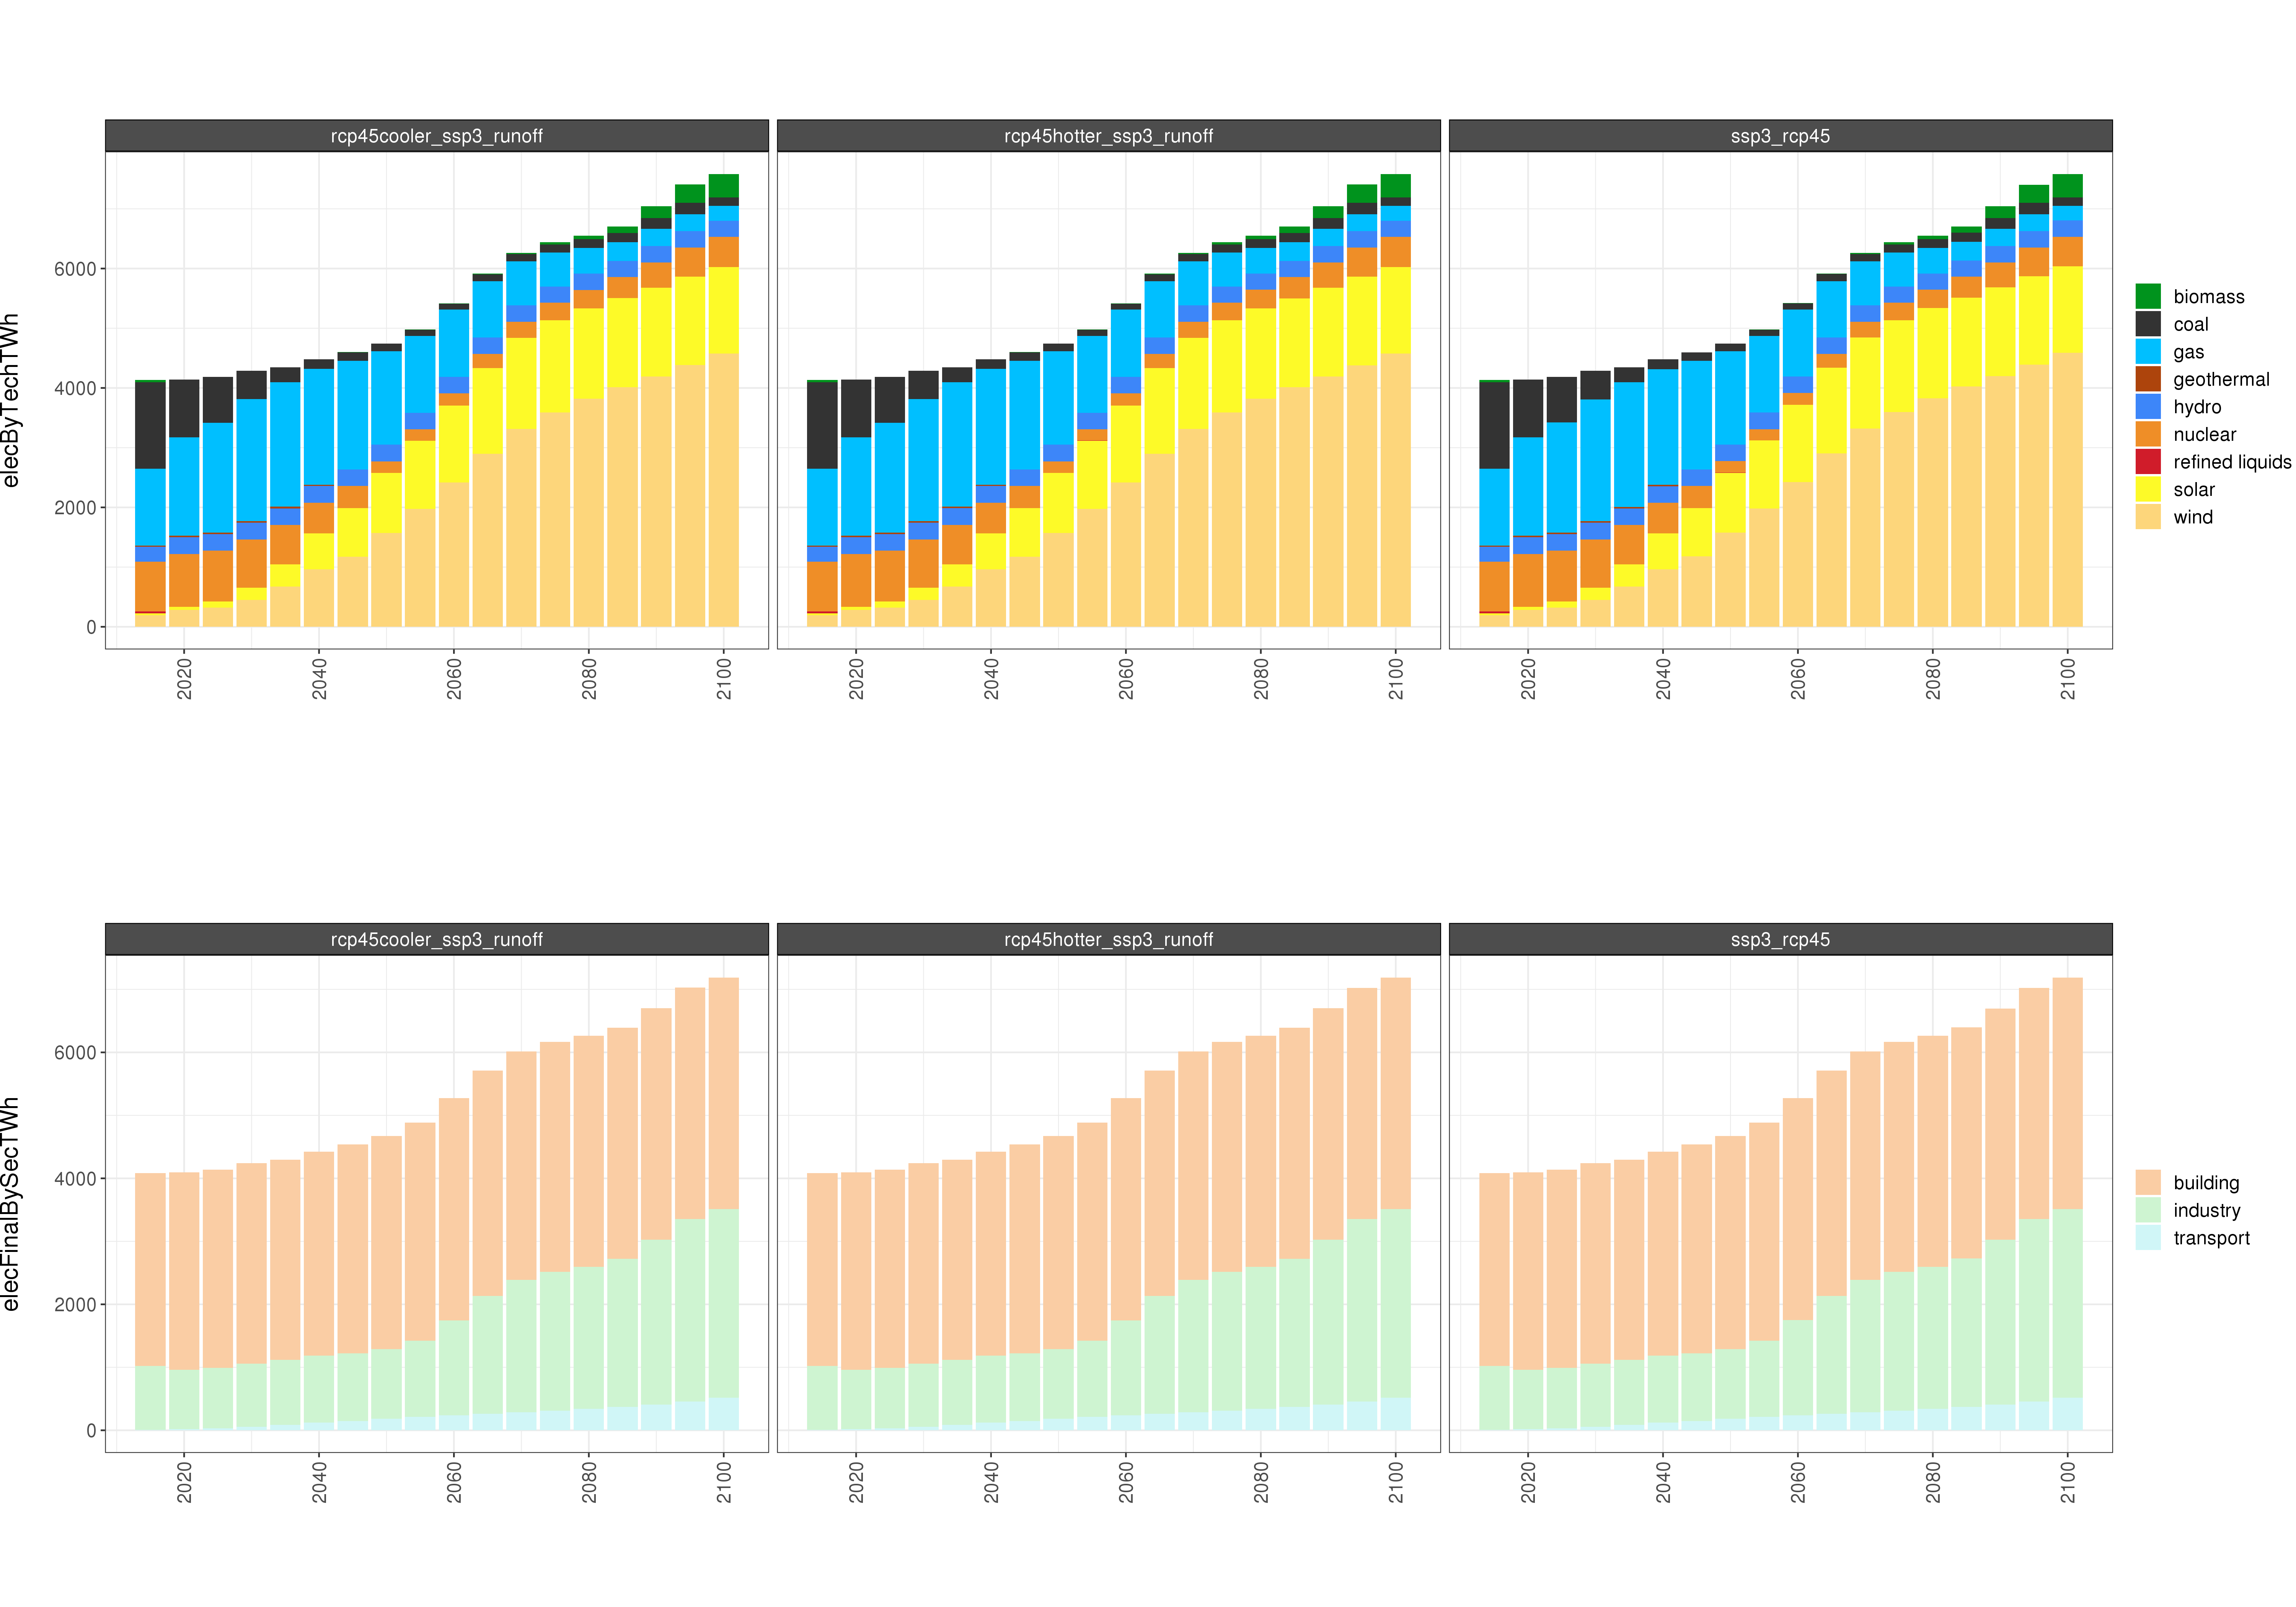 rcp45cooler_ssp3_runoff
rcp45hotter_ssp3_runoff
ssp3_rcp45
elecByTechTWh
6000
4000
2000
0
2020
2040
2060
2080
2100
2020
2040
2060
2080
2100
2020
2040
2060
2080
2100
biomass
coal
gas
geothermal
hydro
nuclear
refined liquids
solar
wind
rcp45cooler_ssp3_runoff
rcp45hotter_ssp3_runoff
ssp3_rcp45
elecFinalBySecTWh
6000
4000
2000
0
2020
2040
2060
2080
2100
2020
2040
2060
2080
2100
2020
2040
2060
2080
2100
building
industry
transport